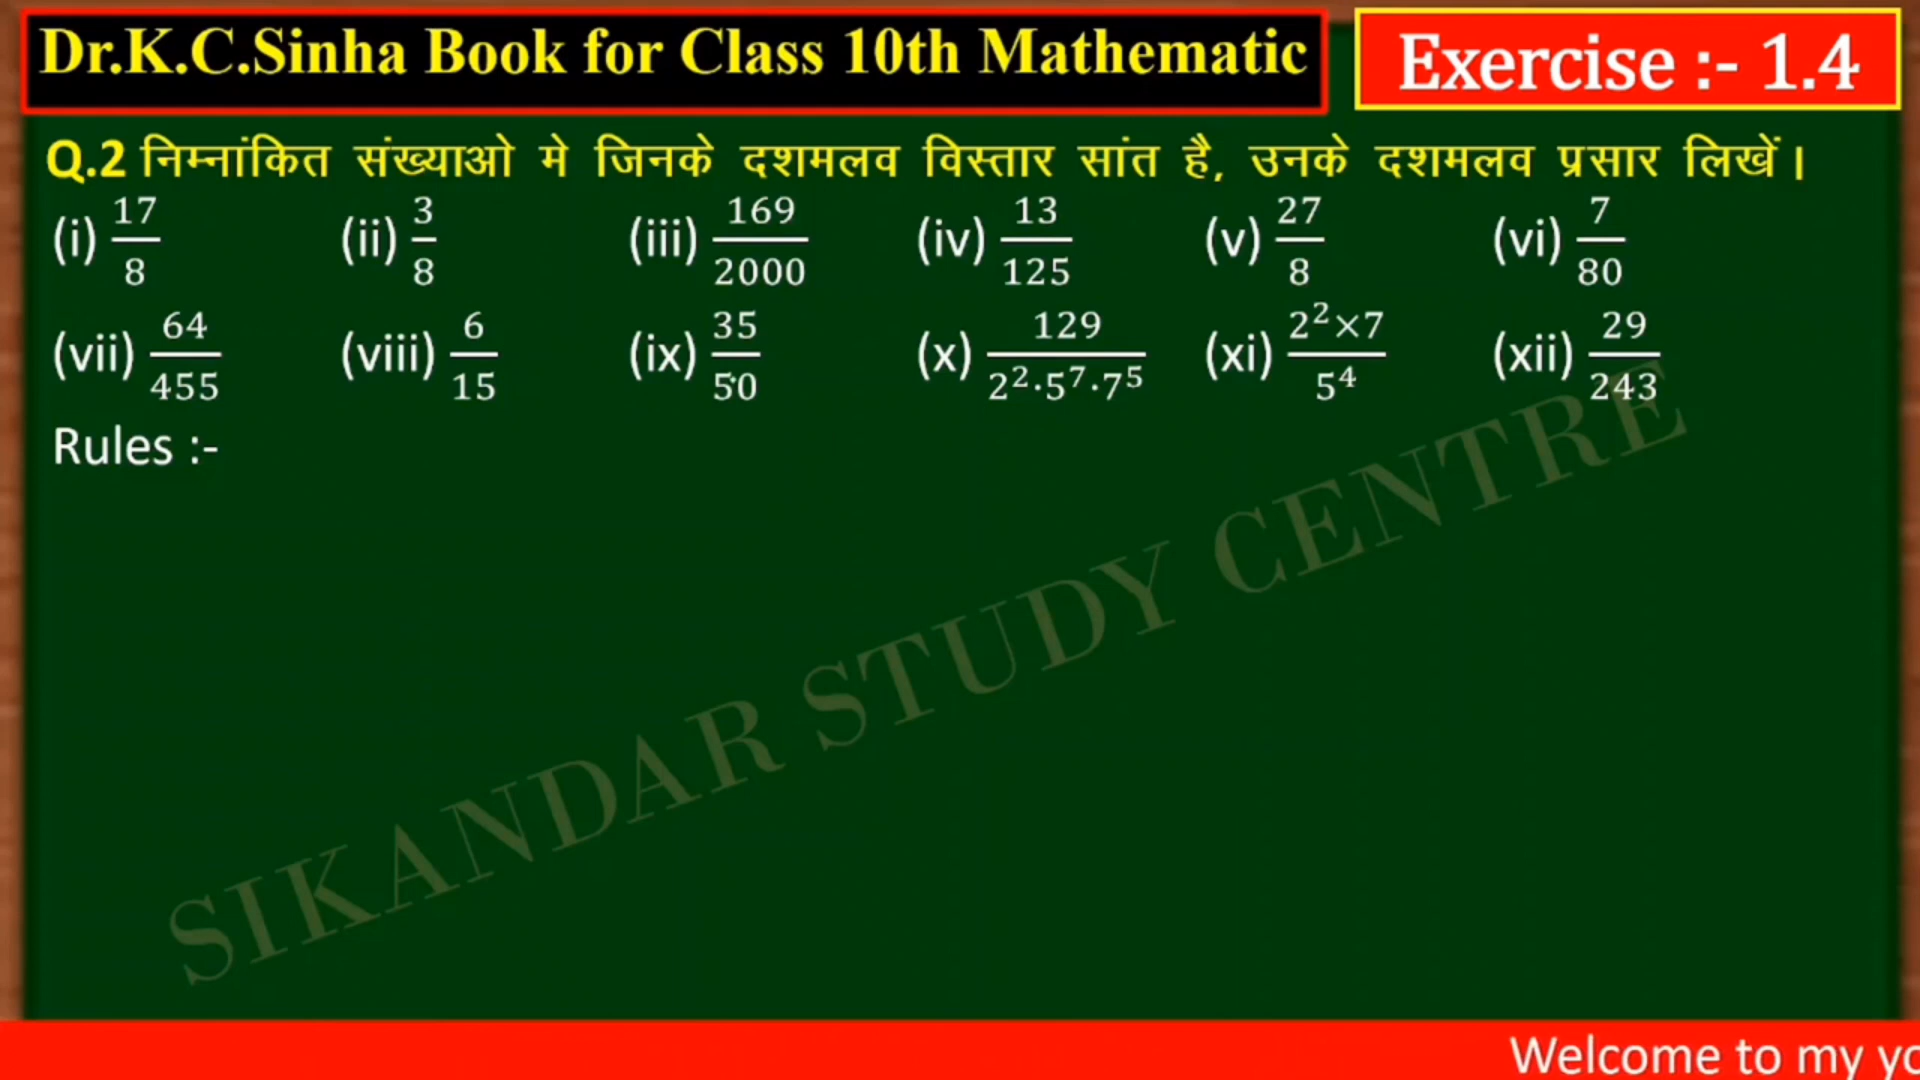 Dr.K.C.Sinha Book for Class 10th Mathematic
Exercise :- 1.4
Q.2 निम्नांकित संख्याओ मे जिनके दशमलव विस्तार सांत है, उनके दशमलव प्रसार लिखें।
(i) 17/8 (ii) 3/8 (iii) 169/2000 (iv) 13/125 (v) 27/8 (vi) 7/80
(vii) 64/455 (viii) 6/15 (ix) 35/50 (x) 129/2²·5⁷·7⁵ (xi) 2²×7/5⁴ (xii) 29/243
Rules :-
SIKANDAR STUDY CENTRE
Welcome to my yo